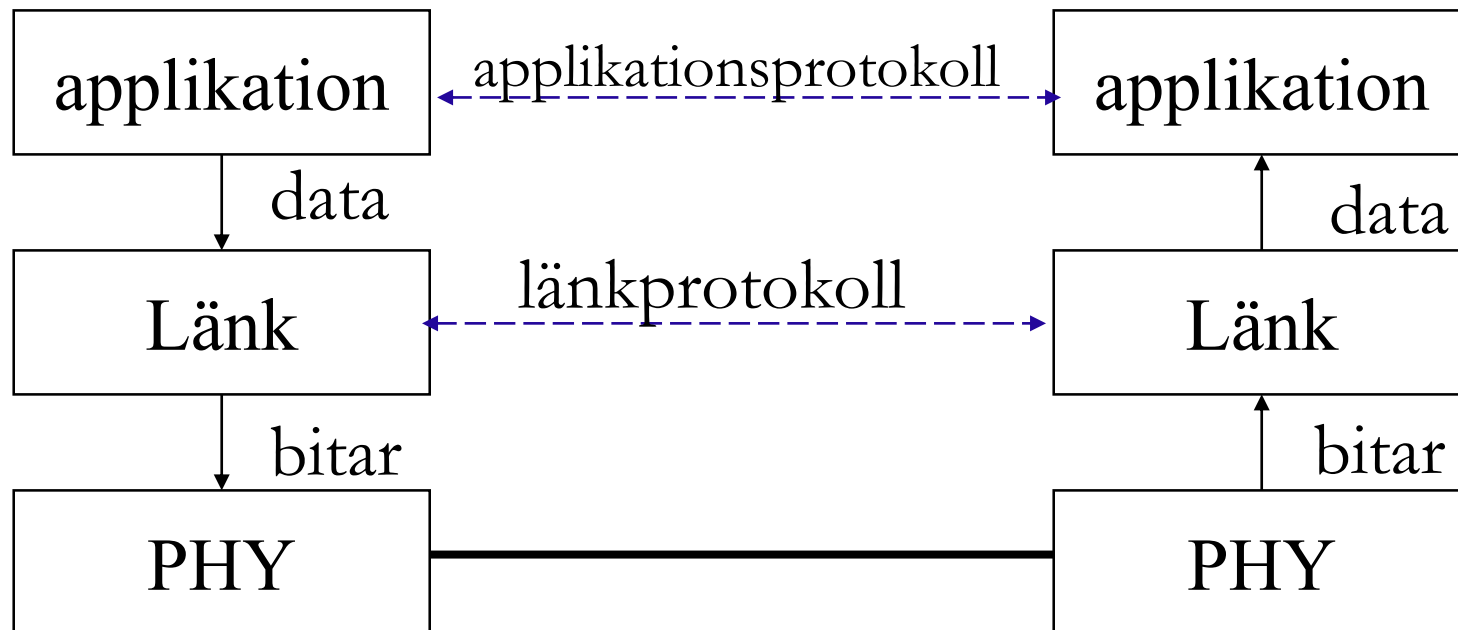 applikation
applikationsprotokoll
applikation
data
data
Länk
länkprotokoll
Länk
bitar
bitar
PHY
PHY